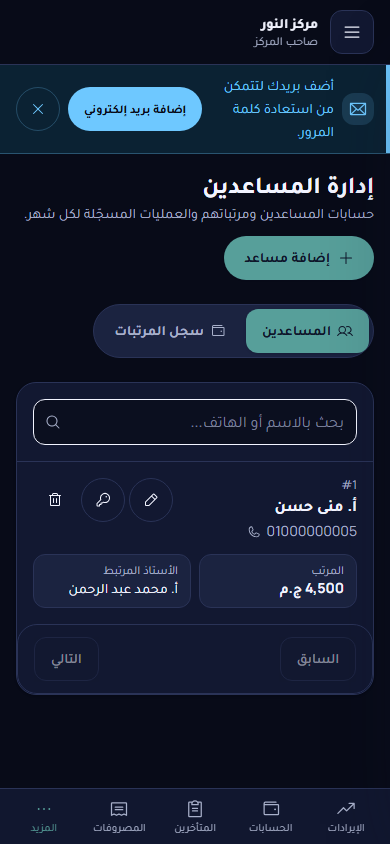 مركز النور
صاحب المركز
أضف بريدك لتتمكن
من استعادة كلمة
المرور.
إضافة بريد إلكتروني
إدارة المساعدين
حسابات المساعدين ومرتباتهم والعمليات المسجّلة لكل شهر.
إضافة مساعد
المساعدين
سجل المرتبات
بحث بالاسم أو الهاتف...
#1
أ. منى حسن
01000000005
المرتب
4,500 ج.م
الأستاذ المرتبط
أ. محمد عبد الرحمن
السابق
التالي
الإيرادات
الحسابات
المتأخرين
المصروفات
المزيد